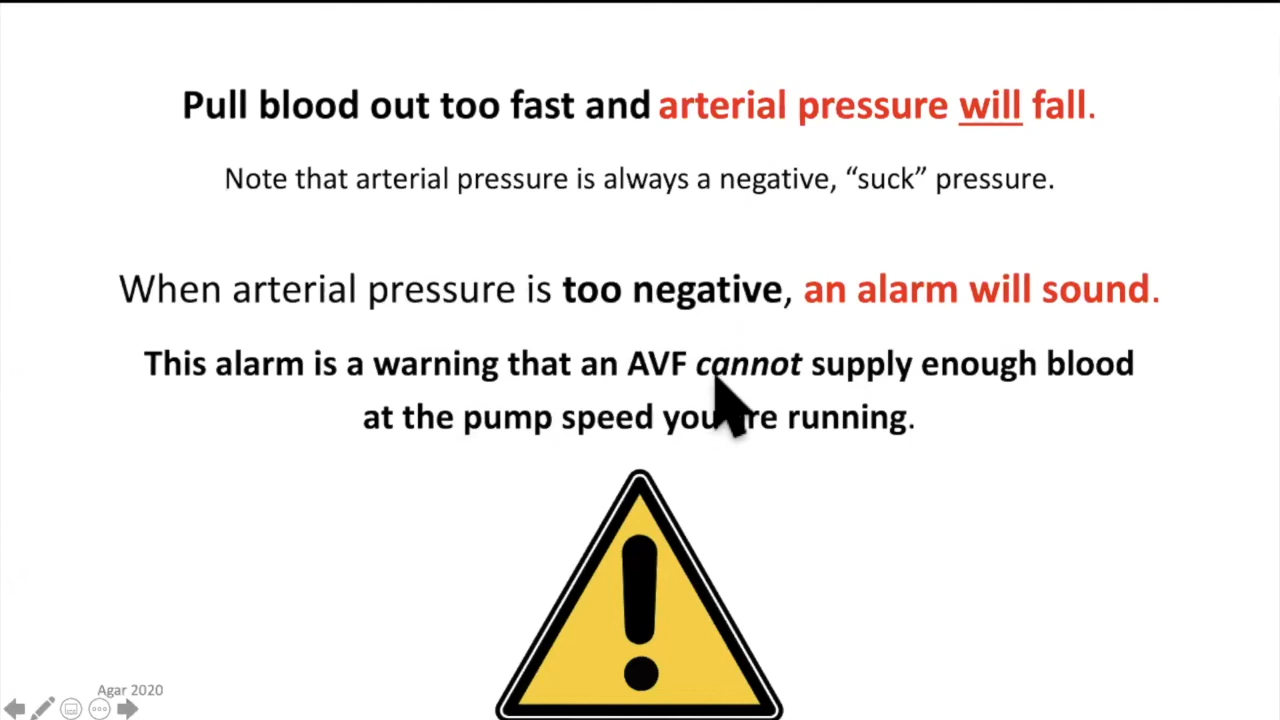 Pull blood out too fast and arterial pressure will fall.
Note that arterial pressure is always a negative, “suck” pressure.
When arterial pressure is too negative, an alarm will sound.
This alarm is a warning that an AVF cannot supply enough blood
at the pump speed you are running.
Agar 2020